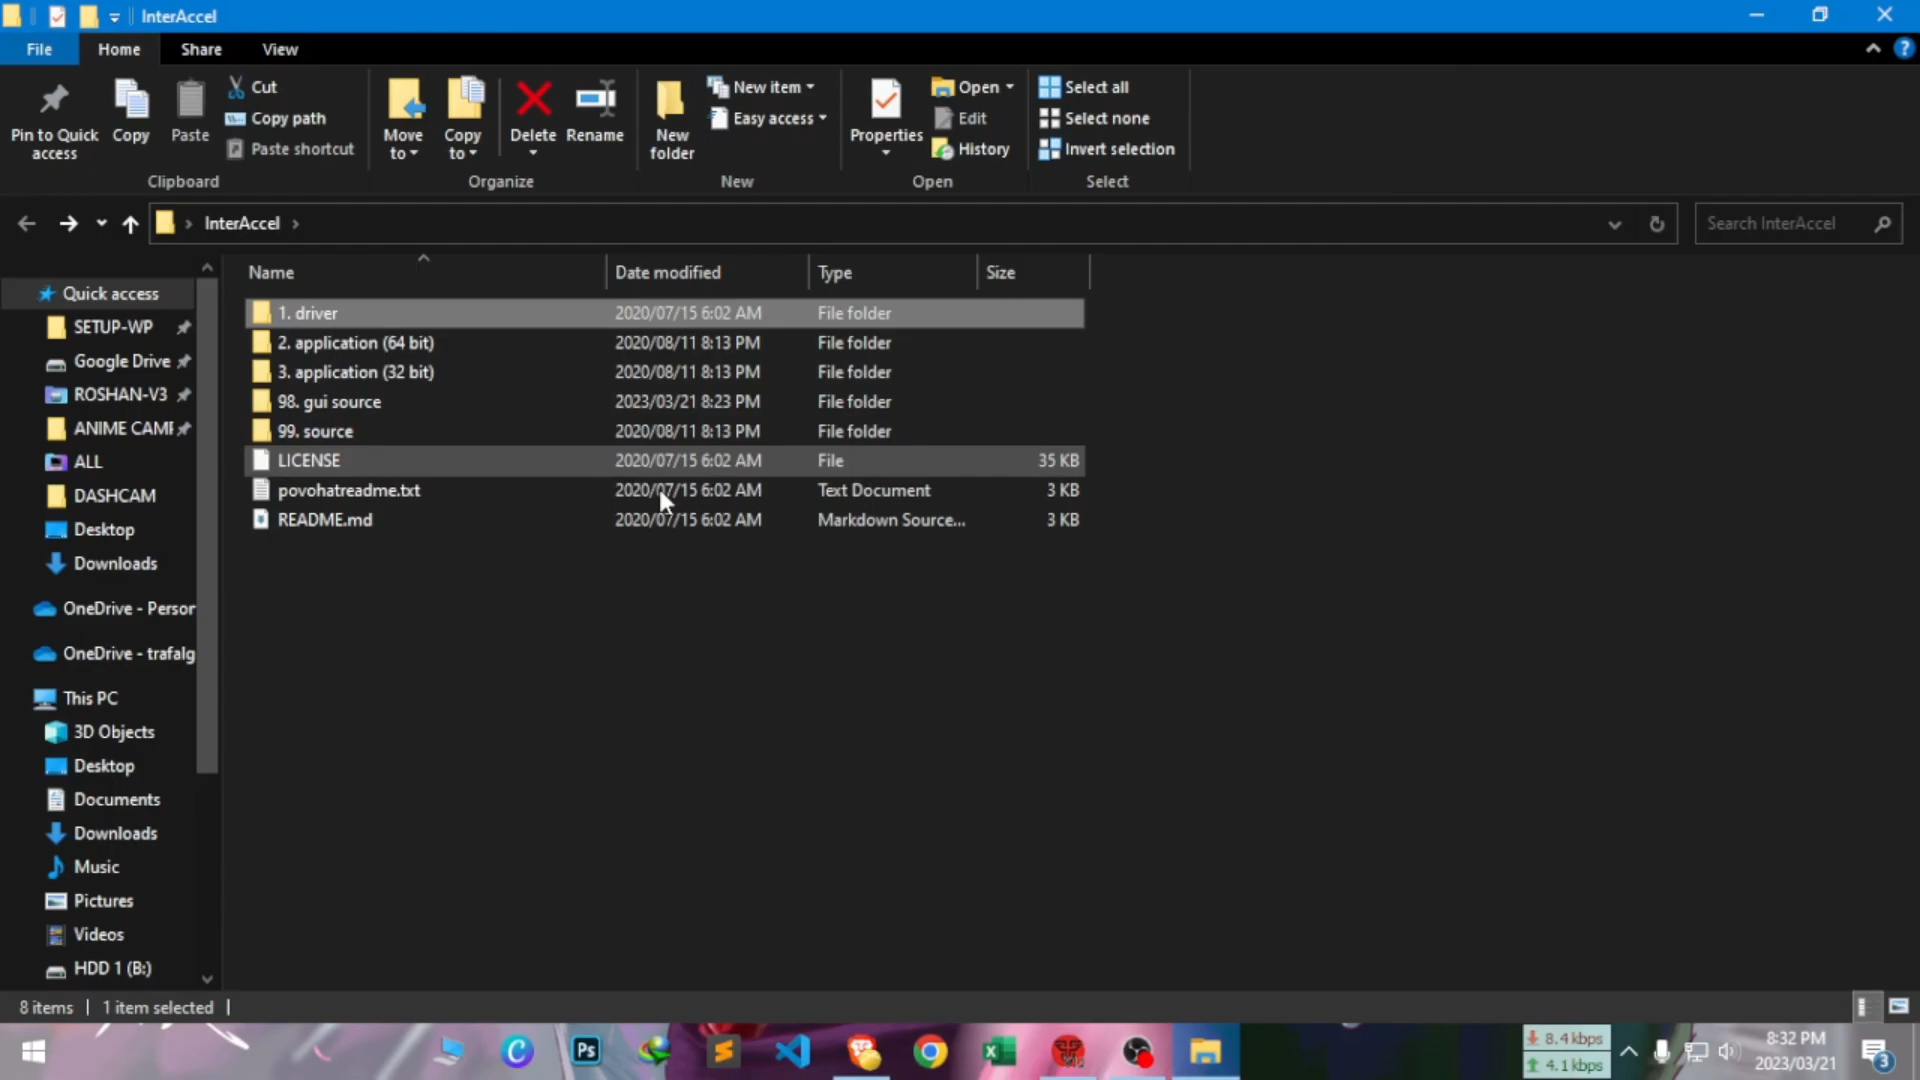 InterAccel
File Home Share View
Pin to Quick access
Copy
Paste
Cut
Copy path
Paste shortcut
Clipboard
Move to
Copy to
Delete
Rename
Organize
New folder
New item
Easy access
New
Properties
Open
Edit
History
Open
Select all
Select none
Invert selection
Select
InterAccel
Search InterAccel
Name Date modified Type Size
1. driver 2020/07/15 6:02 AM File folder
2. application (64 bit) 2020/08/11 8:13 PM File folder
3. application (32 bit) 2020/08/11 8:13 PM File folder
98. gui source 2023/03/21 8:23 PM File folder
99. source 2020/08/11 8:13 PM File folder
LICENSE 2020/07/15 6:02 AM File 35 KB
povohatreadme.txt 2020/07/15 6:02 AM Text Document 3 KB
README.md 2020/07/15 6:02 AM Markdown Source... 3 KB
Quick access
SETUP-WP
Google Drive
ROSHAN-V3
ANIME CAMF
ALL
DASHCAM
Desktop
Downloads
OneDrive - Person
OneDrive - trafalg
This PC
3D Objects
Desktop
Documents
Downloads
Music
Pictures
Videos
HDD 1 (B:)
8 items 1 item selected
Ps
8.4 kbps
4.1 kbps
8:32 PM
2023/03/21
3